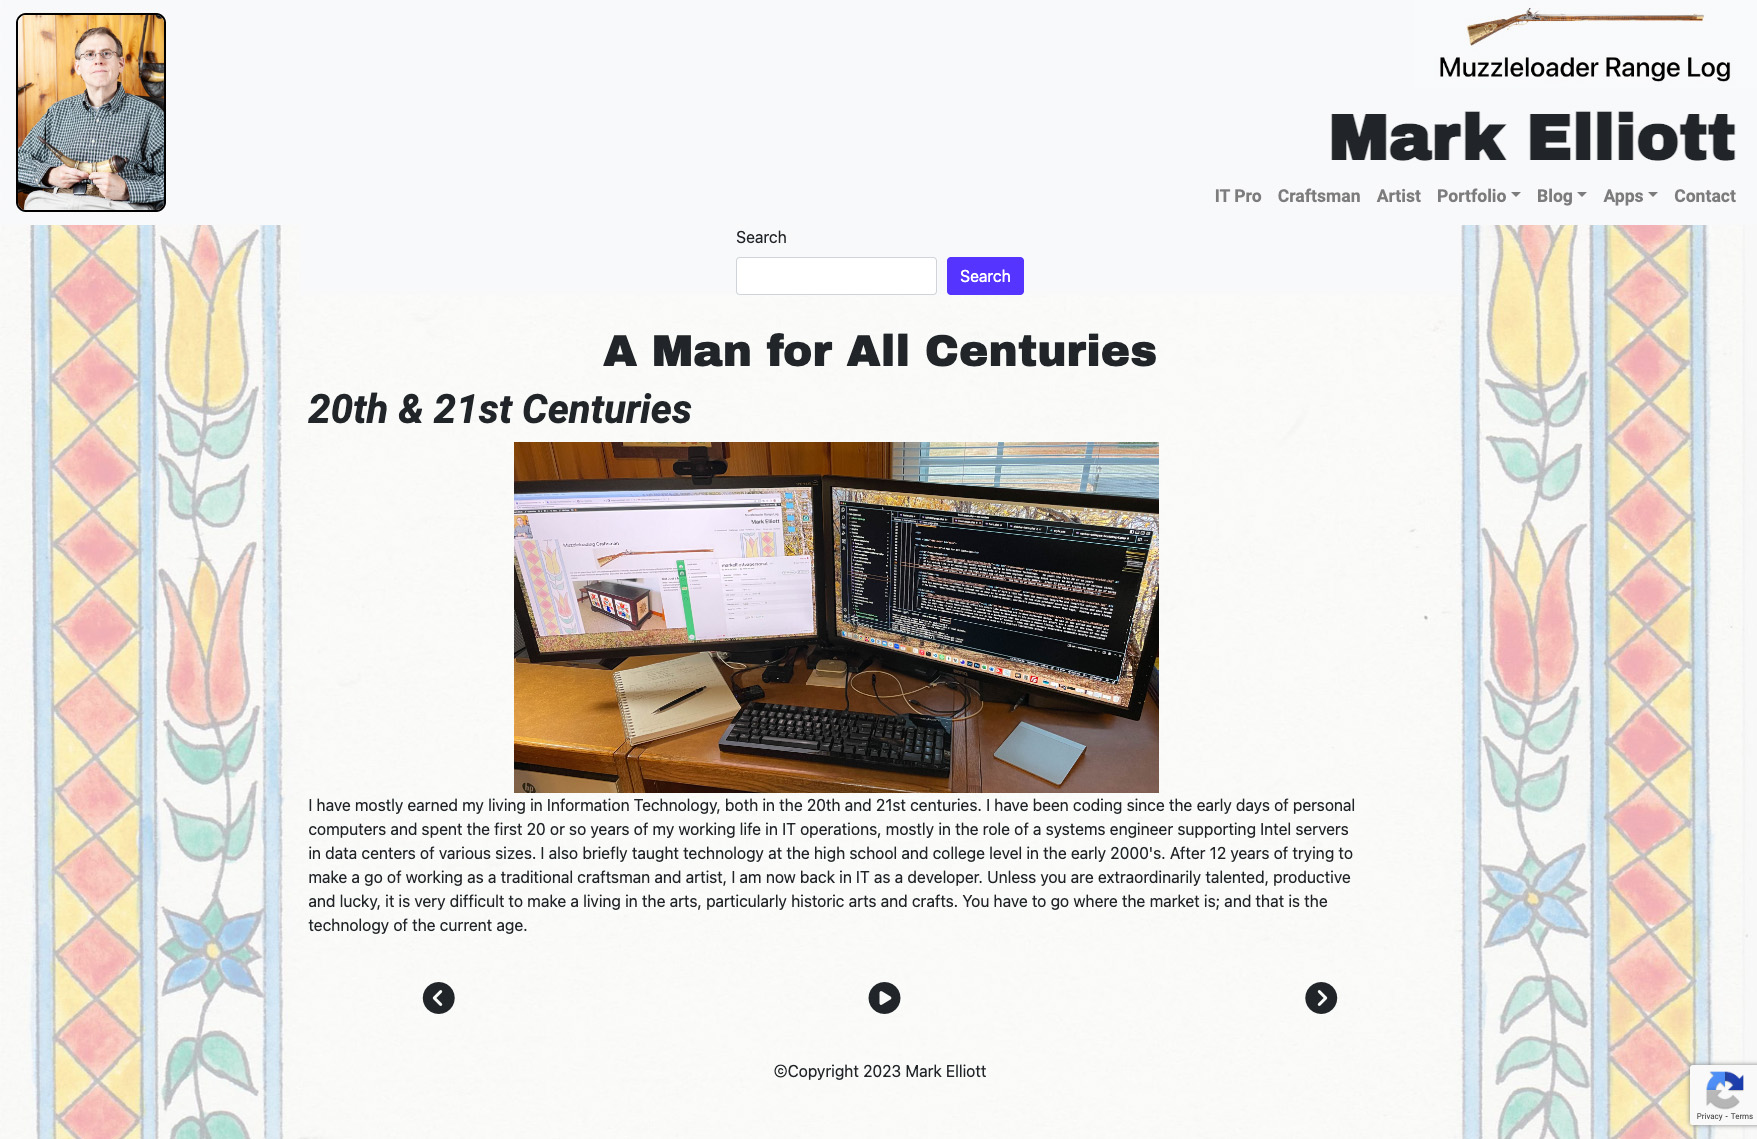 Muzzleloader Range Log
Mark Elliott
IT Pro Craftsman Artist Portfolio Blog Apps Contact
Search
Search
A Man for All Centuries
20th & 21st Centuries
Mark Elliott
I have mostly earned my living in Information Technology, both in the 20th and 21st centuries. I have been coding since the early days of personal
computers and spent the first 20 or so years of my working life in IT operations, mostly in the role of a systems engineer supporting Intel servers
in data centers of various sizes. I also briefly taught technology at the high school and college level in the early 2000's. After 12 years of trying to
make a go of working as a traditional craftsman and artist, I am now back in IT as a developer. Unless you are extraordinarily talented, productive
and lucky, it is very difficult to make a living in the arts, particularly historic arts and crafts. You have to go where the market is; and that is the
technology of the current age.
©Copyright 2023 Mark Elliott
Privacy - Terms